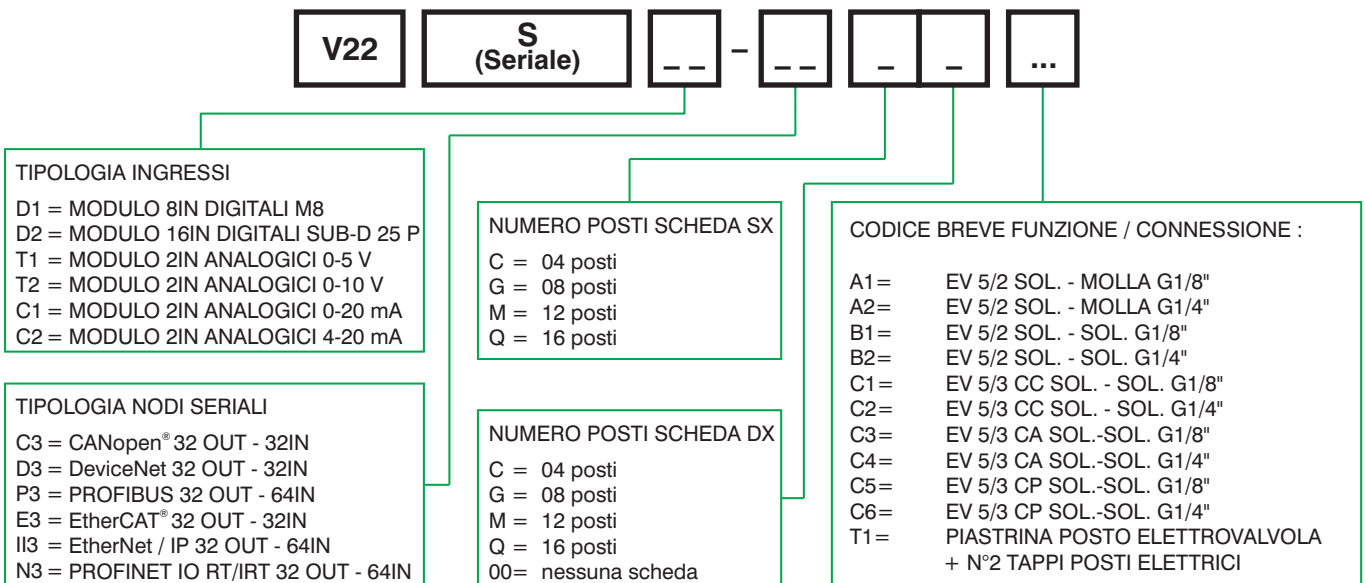 V22 S (Seriale) _ _ – _ _ _ _ ...
TIPOLOGIA INGRESSI
D1 = MODULO 8IN DIGITALI M8
D2 = MODULO 16IN DIGITALI SUB-D 25 P
T1 = MODULO 2IN ANALOGICI 0-5 V
T2 = MODULO 2IN ANALOGICI 0-10 V
C1 = MODULO 2IN ANALOGICI 0-20 mA
C2 = MODULO 2IN ANALOGICI 4-20 mA
TIPOLOGIA NODI SERIALI
C3 = CANopen® 32 OUT - 32IN
D3 = DeviceNet 32 OUT - 32IN
P3 = PROFIBUS 32 OUT - 64IN
E3 = EtherCAT® 32 OUT - 32IN
II3 = EtherNet / IP 32 OUT - 64IN
N3 = PROFINET IO RT/IRT 32 OUT - 64IN
NUMERO POSTI SCHEDA SX
C = 04 posti
G = 08 posti
M = 12 posti
Q = 16 posti
NUMERO POSTI SCHEDA DX
C = 04 posti
G = 08 posti
M = 12 posti
Q = 16 posti
00= nessuna scheda
CODICE BREVE FUNZIONE / CONNESSIONE :
A1= EV 5/2 SOL. - MOLLA G1/8"
A2= EV 5/2 SOL. - MOLLA G1/4"
B1= EV 5/2 SOL. - SOL. G1/8"
B2= EV 5/2 SOL. - SOL. G1/4"
C1= EV 5/3 CC SOL. - SOL. G1/8"
C2= EV 5/3 CC SOL. - SOL. G1/4"
C3= EV 5/3 CA SOL.-SOL. G1/8"
C4= EV 5/3 CA SOL.-SOL. G1/4"
C5= EV 5/3 CP SOL.-SOL. G1/8"
C6= EV 5/3 CP SOL.-SOL. G1/4"
T1= PIASTRINA POSTO ELETTROVALVOLA
+ N°2 TAPPI POSTI ELETTRICI